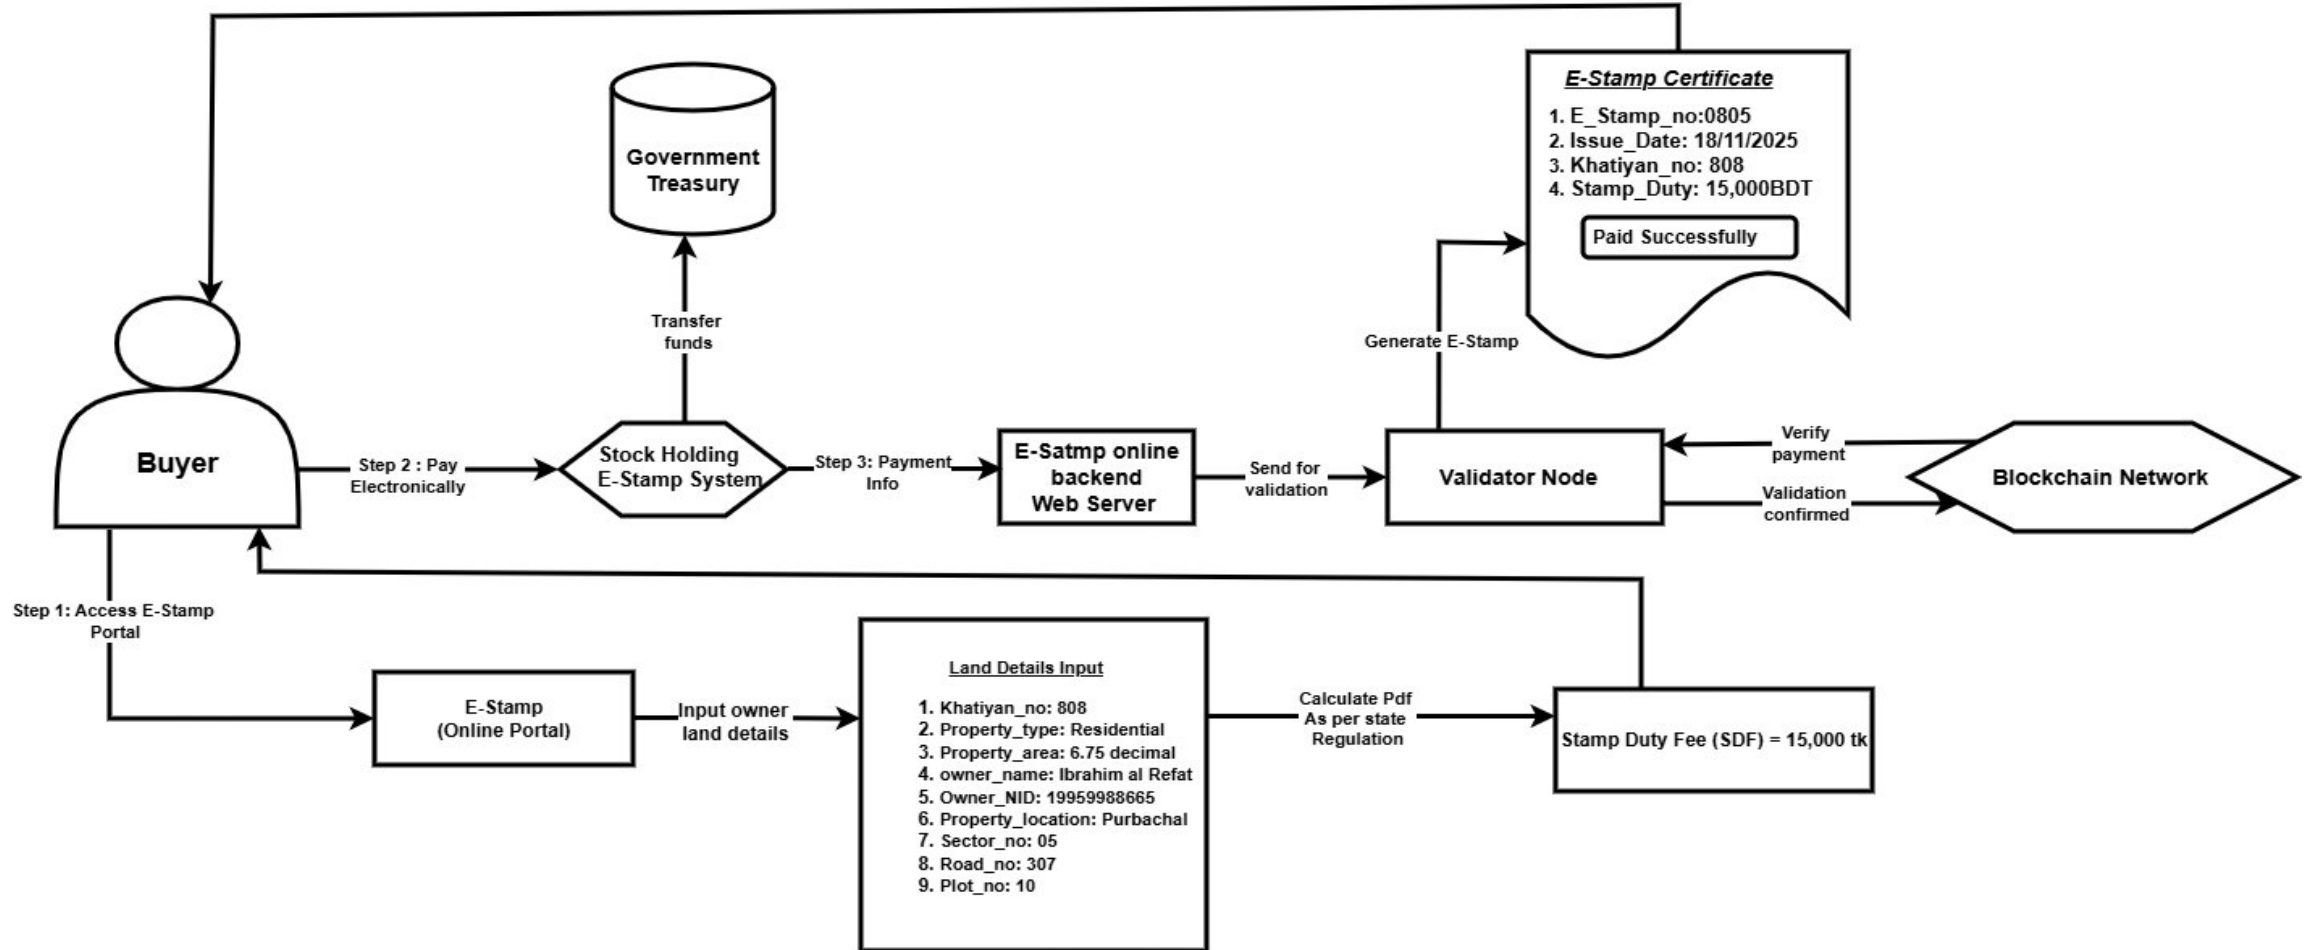 E-Stamp Certificate
1. E_Stamp_no:0805
2. Issue_Date: 18/11/2025
3. Khatiyan_no: 808
4. Stamp_Duty: 15,000BDT
Paid Successfully
Government
Treasury
Transfer
funds
Generate E-Stamp
Buyer
Step 2 : Pay
Electronically
Stock Holding
E-Stamp System
Step 3: Payment
Info
E-Satmp online
backend
Web Server
Send for
validation
Validator Node
Verify
payment
Validation
confirmed
Blockchain Network
Step 1: Access E-Stamp
Portal
E-Stamp
(Online Portal)
Input owner
land details
Land Details Input
1. Khatiyan_no: 808
2. Property_type: Residential
3. Property_area: 6.75 decimal
4. owner_name: Ibrahim al Refat
5. Owner_NID: 19959988665
6. Property_location: Purbachal
7. Sector_no: 05
8. Road_no: 307
9. Plot_no: 10
Calculate Pdf
As per state
Regulation
Stamp Duty Fee (SDF) = 15,000 tk